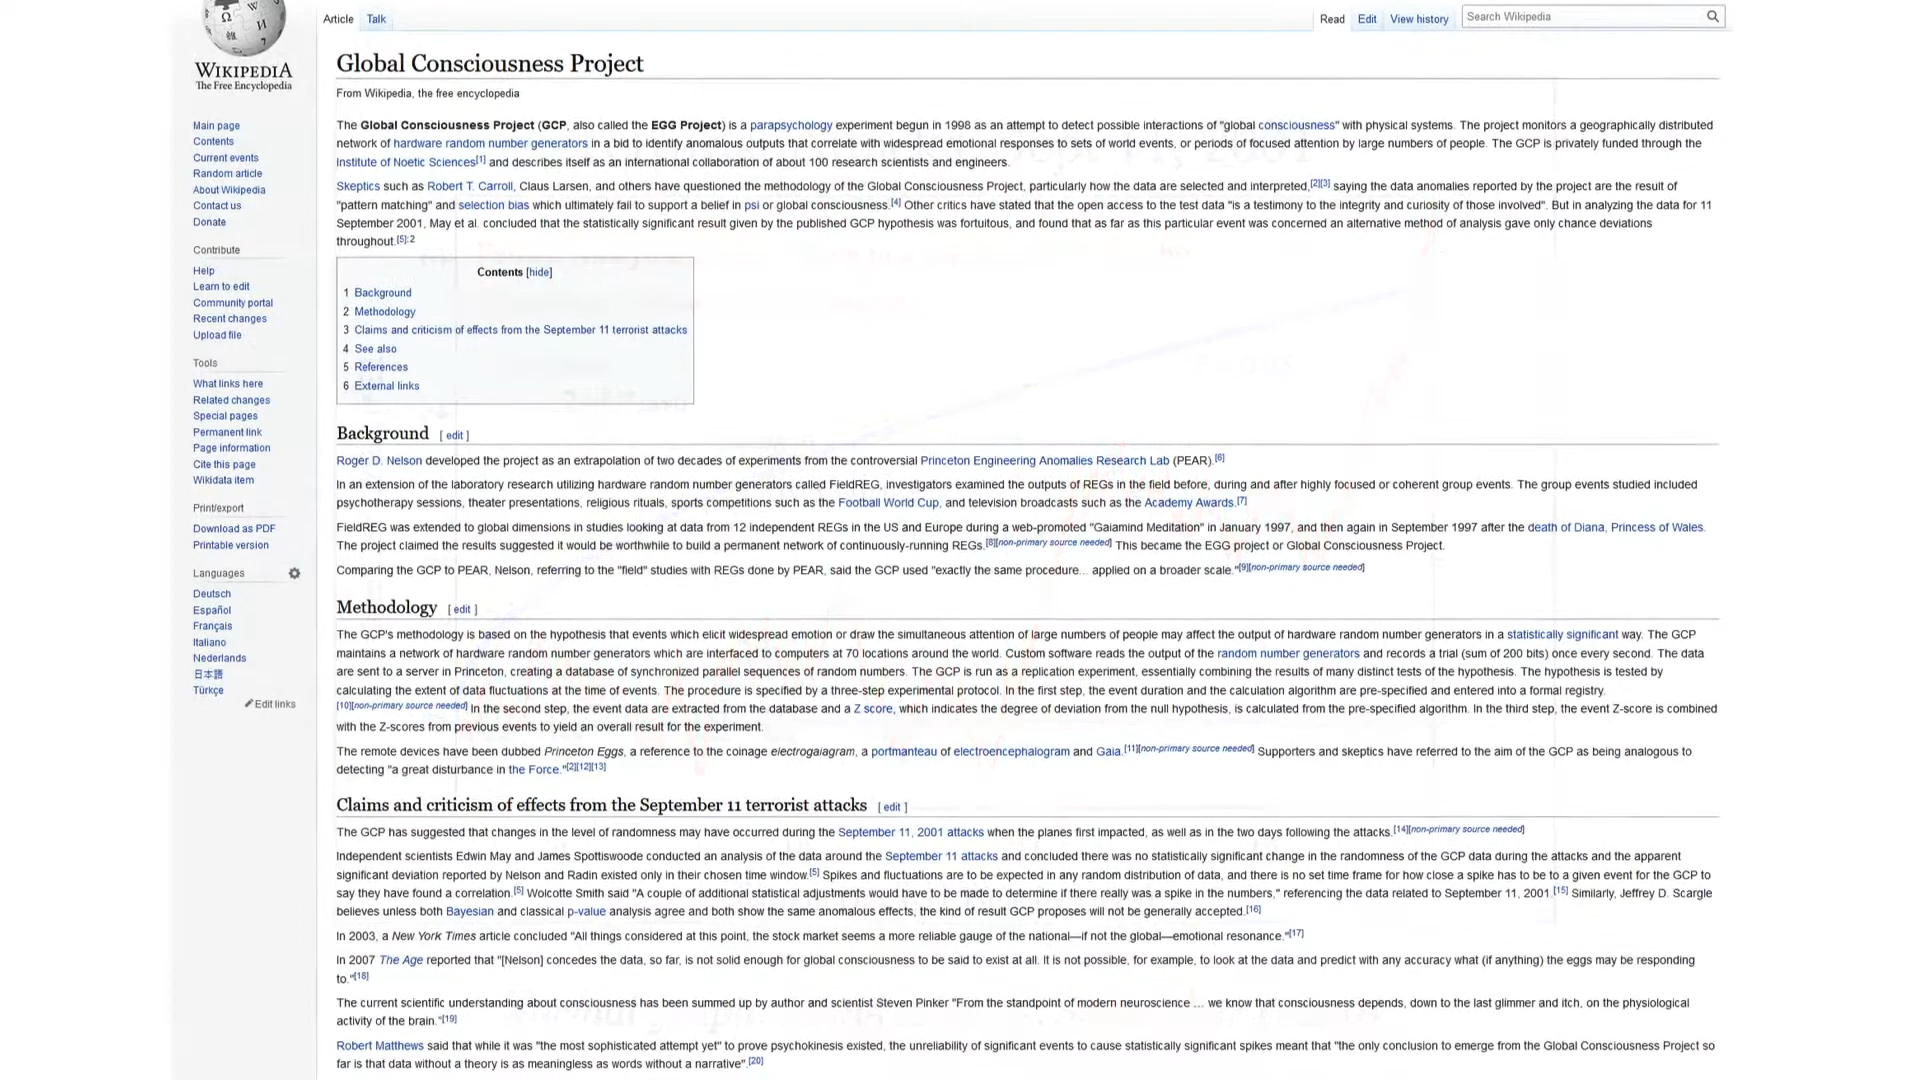 Article Talk Read Edit View history Search Wikipedia
WIKIPEDIA
The Free Encyclopedia
Main page
Contents
Current events
Random article
About Wikipedia
Contact us
Donate
Contribute
Help
Learn to edit
Community portal
Recent changes
Upload file
Tools
What links here
Related changes
Special pages
Permanent link
Page information
Cite this page
Wikidata item
Print/export
Download as PDF
Printable version
Languages
Deutsch
Español
Français
Italiano
Nederlands
日本語
Türkçe
Edit links
Global Consciousness Project
From Wikipedia, the free encyclopedia
The Global Consciousness Project (GCP, also called the EGG Project) is a parapsychology experiment begun in 1998 as an attempt to detect possible interactions of "global consciousness" with physical systems. The project monitors a geographically distributed
network of hardware random number generators in a bid to identify anomalous outputs that correlate with widespread emotional responses to sets of world events, or periods of focused attention by large numbers of people. The GCP is privately funded through the
Institute of Noetic Sciences[1] and describes itself as an international collaboration of about 100 research scientists and engineers.
Skeptics such as Robert T. Carroll, Claus Larsen, and others have questioned the methodology of the Global Consciousness Project, particularly how the data are selected and interpreted,[2][3] saying the data anomalies reported by the project are the result of
"pattern matching" and selection bias which ultimately fail to support a belief in psi or global consciousness.[4] Other critics have stated that the open access to the test data "is a testimony to the integrity and curiosity of those involved". But in analyzing the data for 11
September 2001, May et al. concluded that the statistically significant result given by the published GCP hypothesis was fortuitous, and found that as far as this particular event was concerned an alternative method of analysis gave only chance deviations
throughout.[5]:2
Contents [hide]
1 Background
2 Methodology
3 Claims and criticism of effects from the September 11 terrorist attacks
4 See also
5 References
6 External links
Background [ edit ]
Roger D. Nelson developed the project as an extrapolation of two decades of experiments from the controversial Princeton Engineering Anomalies Research Lab (PEAR).[6]
In an extension of the laboratory research utilizing hardware random number generators called FieldREG, investigators examined the outputs of REGs in the field before, during and after highly focused or coherent group events. The group events studied included
psychotherapy sessions, theater presentations, religious rituals, sports competitions such as the Football World Cup, and television broadcasts such as the Academy Awards.[7]
FieldREG was extended to global dimensions in studies looking at data from 12 independent REGs in the US and Europe during a web-promoted "Gaiamind Meditation" in January 1997, and then again in September 1997 after the death of Diana, Princess of Wales.
The project claimed the results suggested it would be worthwhile to build a permanent network of continuously-running REGs.[8][non-primary source needed] This became the EGG project or Global Consciousness Project.
Comparing the GCP to PEAR, Nelson, referring to the "field" studies with REGs done by PEAR, said the GCP used "exactly the same procedure... applied on a broader scale."[9][non-primary source needed]
Methodology [ edit ]
The GCP's methodology is based on the hypothesis that events which elicit widespread emotion or draw the simultaneous attention of large numbers of people may affect the output of hardware random number generators in a statistically significant way. The GCP
maintains a network of hardware random number generators which are interfaced to computers at 70 locations around the world. Custom software reads the output of the random number generators and records a trial (sum of 200 bits) once every second. The data
are sent to a server in Princeton, creating a database of synchronized parallel sequences of random numbers. The GCP is run as a replication experiment, essentially combining the results of many distinct tests of the hypothesis. The hypothesis is tested by
calculating the extent of data fluctuations at the time of events. The procedure is specified by a three-step experimental protocol. In the first step, the event duration and the calculation algorithm are pre-specified and entered into a formal registry.
[10][non-primary source needed] In the second step, the event data are extracted from the database and a Z score, which indicates the degree of deviation from the null hypothesis, is calculated from the pre-specified algorithm. In the third step, the event Z-score is combined
with the Z-scores from previous events to yield an overall result for the experiment.
The remote devices have been dubbed Princeton Eggs, a reference to the coinage electrogaiagram, a portmanteau of electroencephalogram and Gaia.[11][non-primary source needed] Supporters and skeptics have referred to the aim of the GCP as being analogous to
detecting "a great disturbance in the Force."[2][12][13]
Claims and criticism of effects from the September 11 terrorist attacks [ edit ]
The GCP has suggested that changes in the level of randomness may have occurred during the September 11, 2001 attacks when the planes first impacted, as well as in the two days following the attacks.[14][non-primary source needed]
Independent scientists Edwin May and James Spottiswoode conducted an analysis of the data around the September 11 attacks and concluded there was no statistically significant change in the randomness of the GCP data during the attacks and the apparent
significant deviation reported by Nelson and Radin existed only in their chosen time window.[5] Spikes and fluctuations are to be expected in any random distribution of data, and there is no set time frame for how close a spike has to be to a given event for the GCP to
say they have found a correlation.[5] Wolcotte Smith said "A couple of additional statistical adjustments would have to be made to determine if there really was a spike in the numbers," referencing the data related to September 11, 2001.[15] Similarly, Jeffrey D. Scargle
believes unless both Bayesian and classical p-value analysis agree and both show the same anomalous effects, the kind of result GCP proposes will not be generally accepted.[16]
In 2003, a New York Times article concluded "All things considered at this point, the stock market seems a more reliable gauge of the national—if not the global—emotional resonance."[17]
In 2007 The Age reported that "[Nelson] concedes the data, so far, is not solid enough for global consciousness to be said to exist at all. It is not possible, for example, to look at the data and predict with any accuracy what (if anything) the eggs may be responding
to."[18]
The current scientific understanding about consciousness has been summed up by author and scientist Steven Pinker "From the standpoint of modern neuroscience ... we know that consciousness depends, down to the last glimmer and itch, on the physiological
activity of the brain."[19]
Robert Matthews said that while it was "the most sophisticated attempt yet" to prove psychokinesis existed, the unreliability of significant events to cause statistically significant spikes meant that "the only conclusion to emerge from the Global Consciousness Project so
far is that data without a theory is as meaningless as words without a narrative".[20]